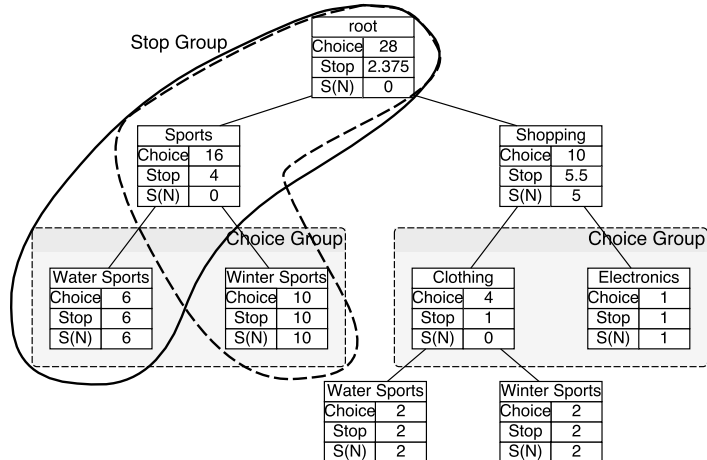 Stop Group
root
Choice 28
Stop 2.375
S(N) 0
Sports
Choice 16
Stop 4
S(N) 0
Shopping
Choice 10
Stop 5.5
S(N) 5
Choice Group
Choice Group
Water Sports
Choice 6
Stop 6
S(N) 6
Winter Sports
Choice 10
Stop 10
S(N) 10
Clothing
Choice 4
Stop 1
S(N) 0
Electronics
Choice 1
Stop 1
S(N) 1
Water Sports
Choice 2
Stop 2
S(N) 2
Winter Sports
Choice 2
Stop 2
S(N) 2